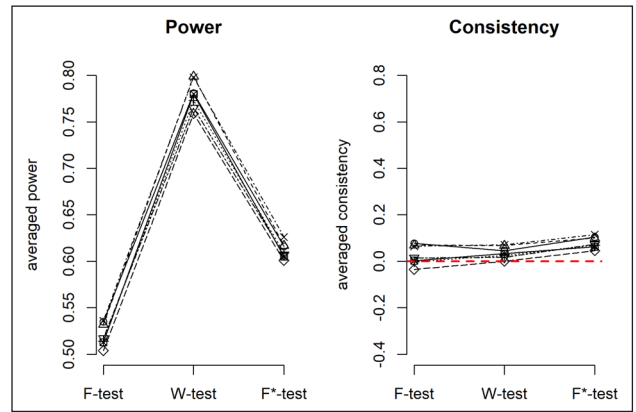 Power
averaged power
0.80
0.75
0.70
0.65
0.60
0.55
0.50
F-test W-test F*-test
Consistency
averaged consistency
0.8
0.6
0.4
0.2
0.0
-0.2
-0.4
F-test W-test F*-test